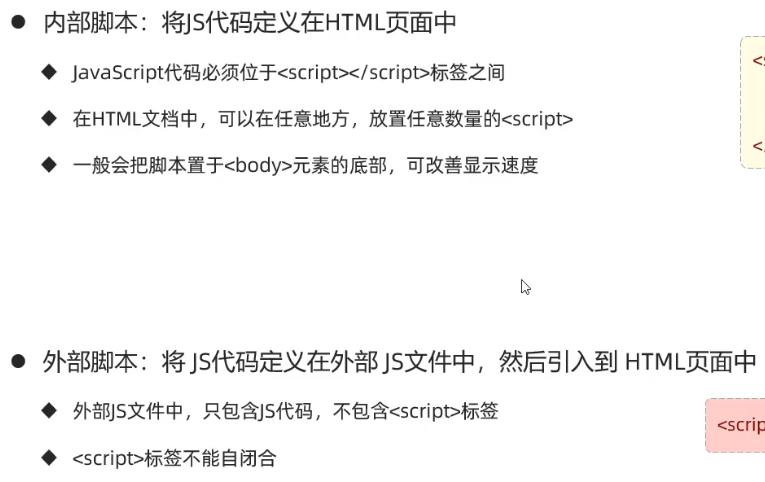 ● 内部脚本：将JS代码定义在HTML页面中
◆ JavaScript代码必须位于<script></script>标签之间
◆ 在HTML文档中，可以在任意地方，放置任意数量的<script>
◆ 一般会把脚本置于<body>元素的底部，可改善显示速度
● 外部脚本：将 JS代码定义在外部 JS文件中，然后引入到 HTML页面中
◆ 外部JS文件中，只包含JS代码，不包含<script>标签
<scrip
◆ <script>标签不能自闭合